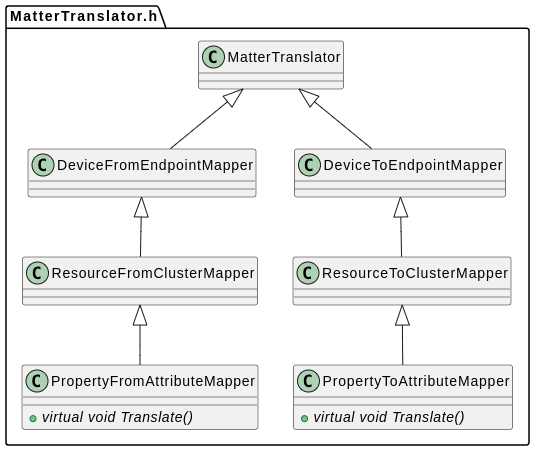 MatterTranslator.h
C MatterTranslator
C DeviceFromEndpointMapper
C DeviceToEndpointMapper
C ResourceFromClusterMapper
C ResourceToClusterMapper
C PropertyFromAttributeMapper
virtual void Translate()
C PropertyToAttributeMapper
virtual void Translate()